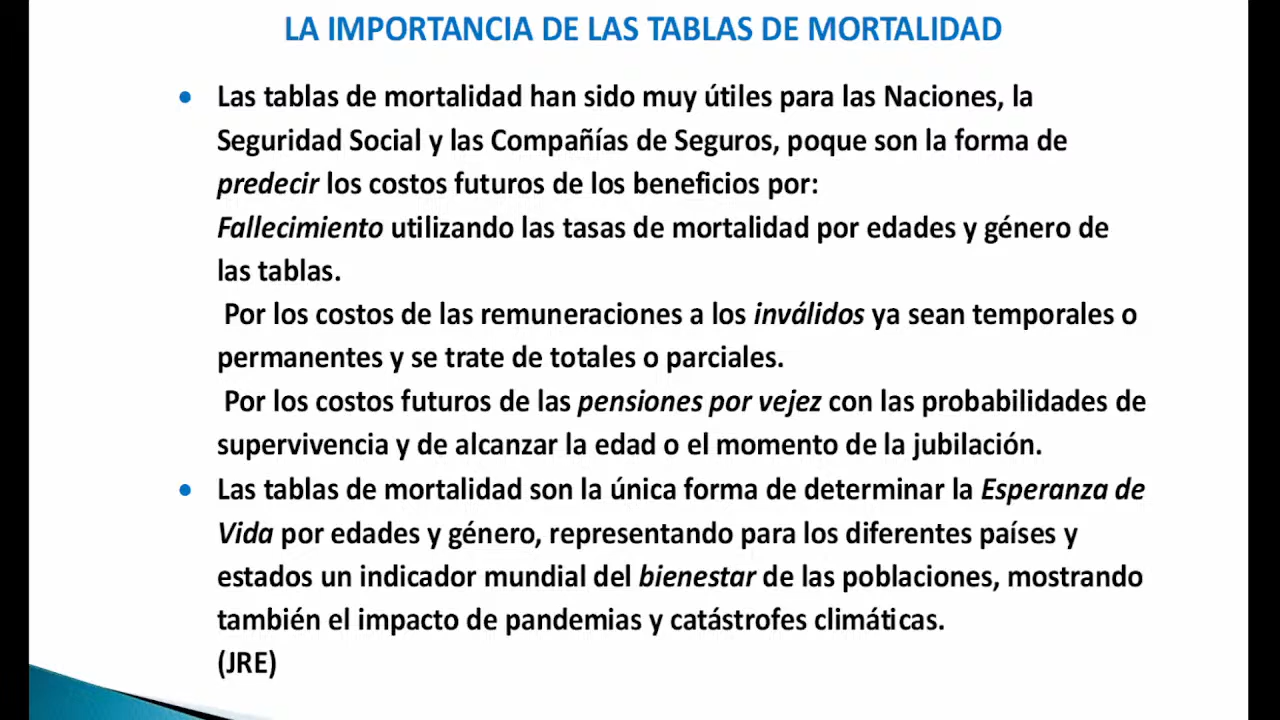 LA IMPORTANCIA DE LAS TABLAS DE MORTALIDAD
• Las tablas de mortalidad han sido muy útiles para las Naciones, la
Seguridad Social y las Compañías de Seguros, poque son la forma de
predecir los costos futuros de los beneficios por:
Fallecimiento utilizando las tasas de mortalidad por edades y género de
las tablas.
Por los costos de las remuneraciones a los inválidos ya sean temporales o
permanentes y se trate de totales o parciales.
Por los costos futuros de las pensiones por vejez con las probabilidades de
supervivencia y de alcanzar la edad o el momento de la jubilación.
• Las tablas de mortalidad son la única forma de determinar la Esperanza de
Vida por edades y género, representando para los diferentes países y
estados un indicador mundial del bienestar de las poblaciones, mostrando
también el impacto de pandemias y catástrofes climáticas.
(JRE)